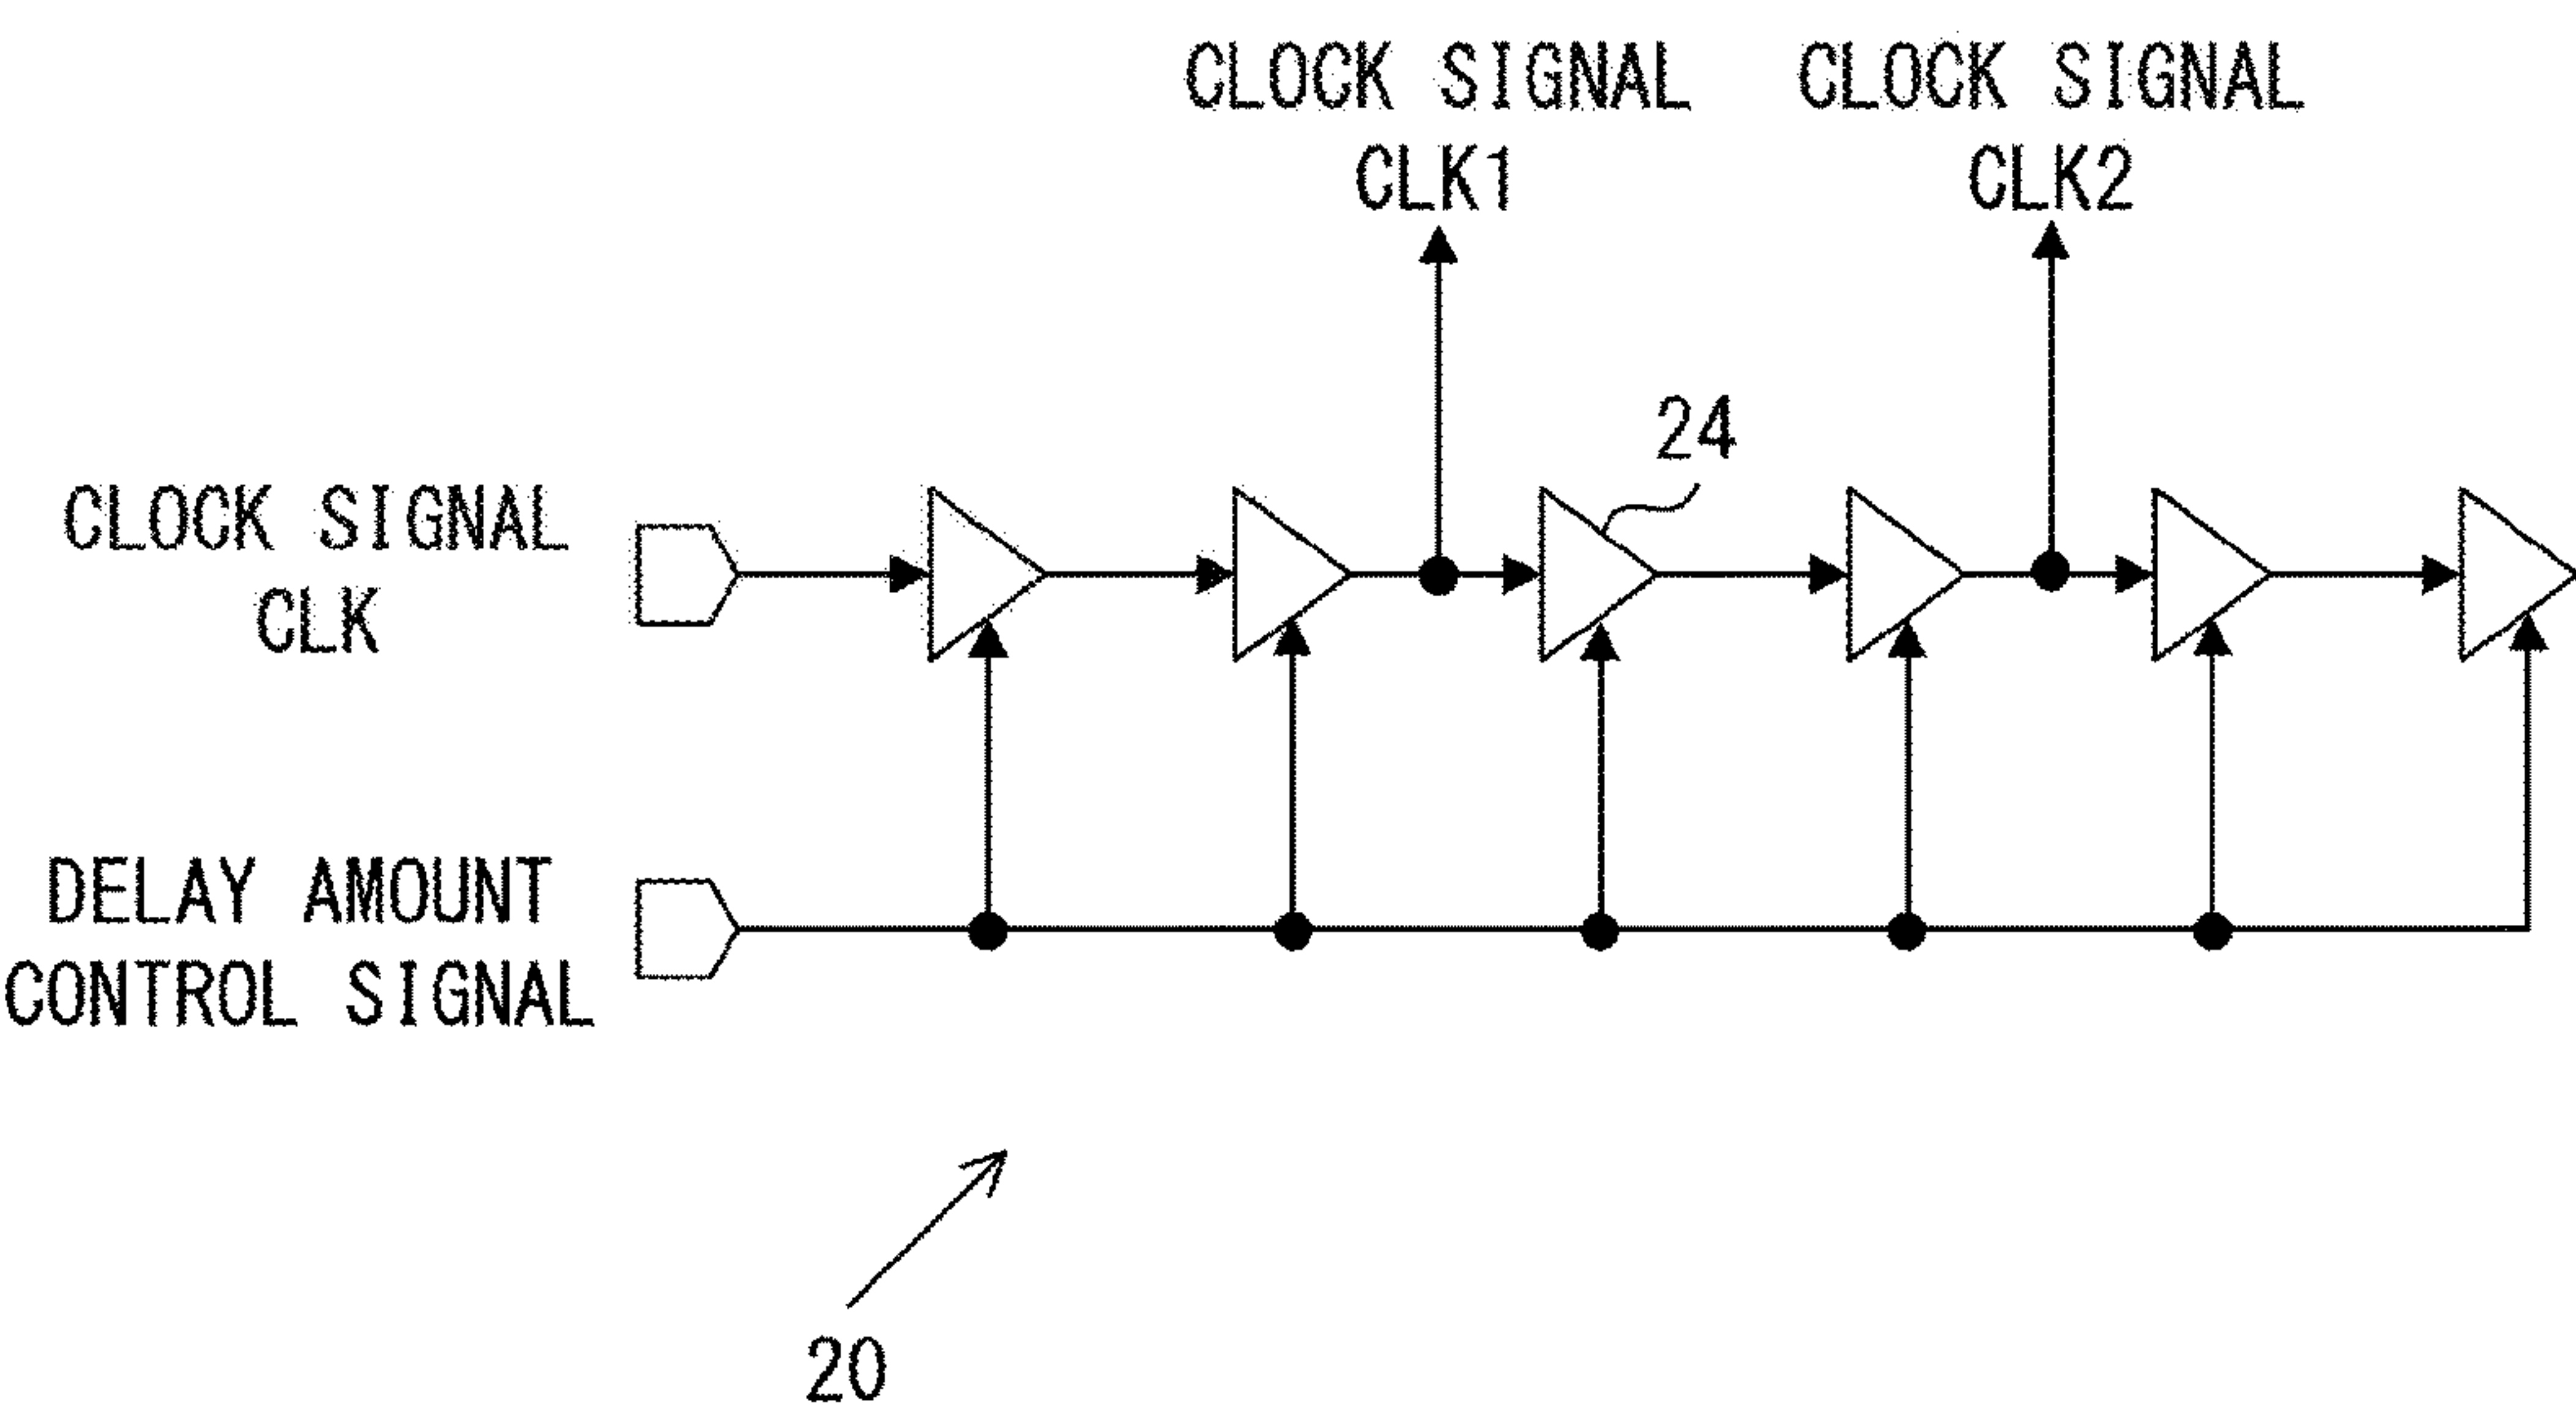 CLOCK SIGNAL CLOCK SIGNAL
CLK1 CLK2
24
CLOCK SIGNAL
CLK
DELAY AMOUNT
CONTROL SIGNAL
20